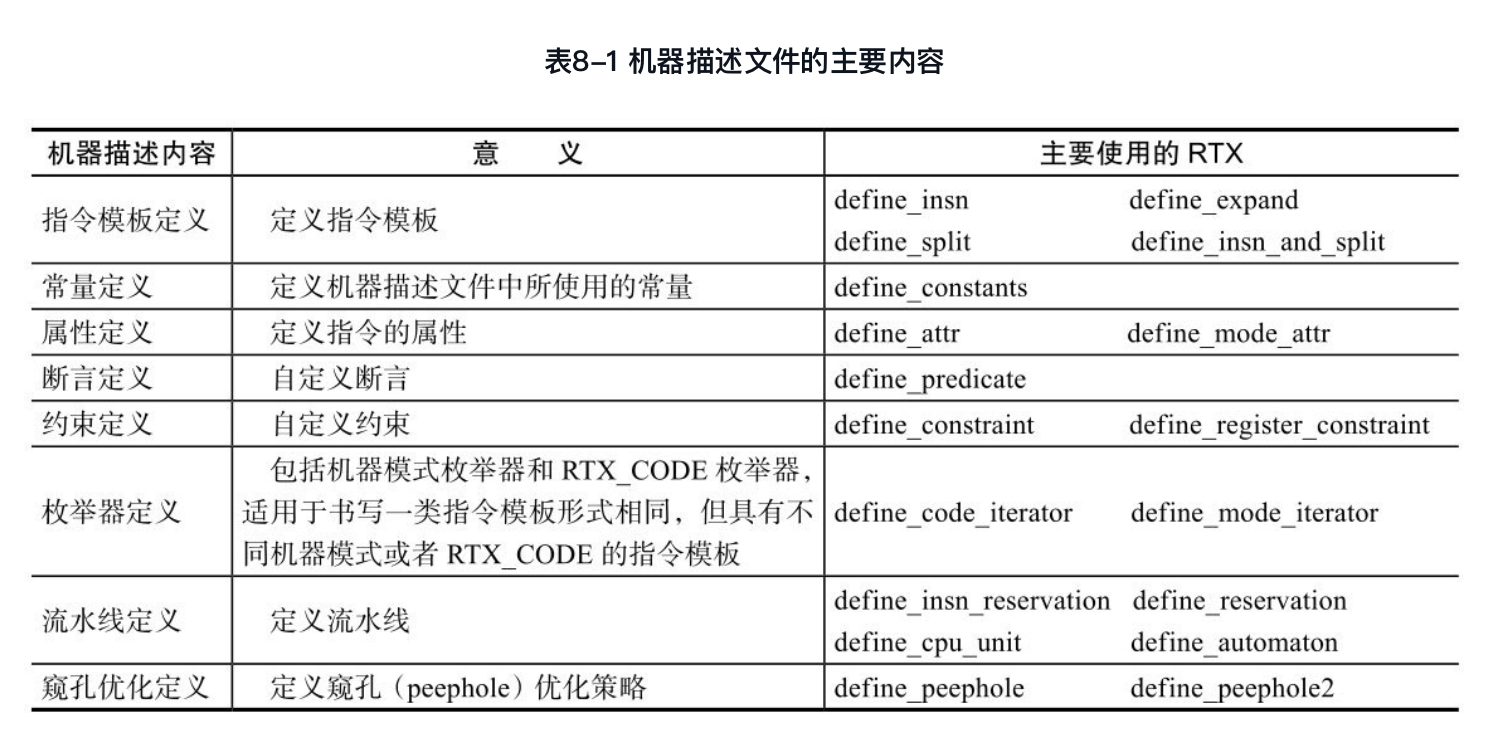 表8-1 机器描述文件的主要内容
机器描述内容 意 义 主要使用的 RTX
指令模板定义 定义指令模板 define_insn define_expand
define_split define_insn_and_split
常量定义 定义机器描述文件中所使用的常量 define_constants
属性定义 定义指令的属性 define_attr define_mode_attr
断言定义 自定义断言 define_predicate
约束定义 自定义约束 define_constraint define_register_constraint
枚举器定义 包括机器模式枚举器和 RTX_CODE 枚举器，
适用于书写一类指令模板形式相同，但具有不
同机器模式或者 RTX_CODE 的指令模板
define_code_iterator define_mode_iterator
流水线定义 定义流水线 define_insn_reservation define_reservation
define_cpu_unit define_automaton
窥孔优化定义 定义窥孔（peephole）优化策略 define_peephole define_peephole2